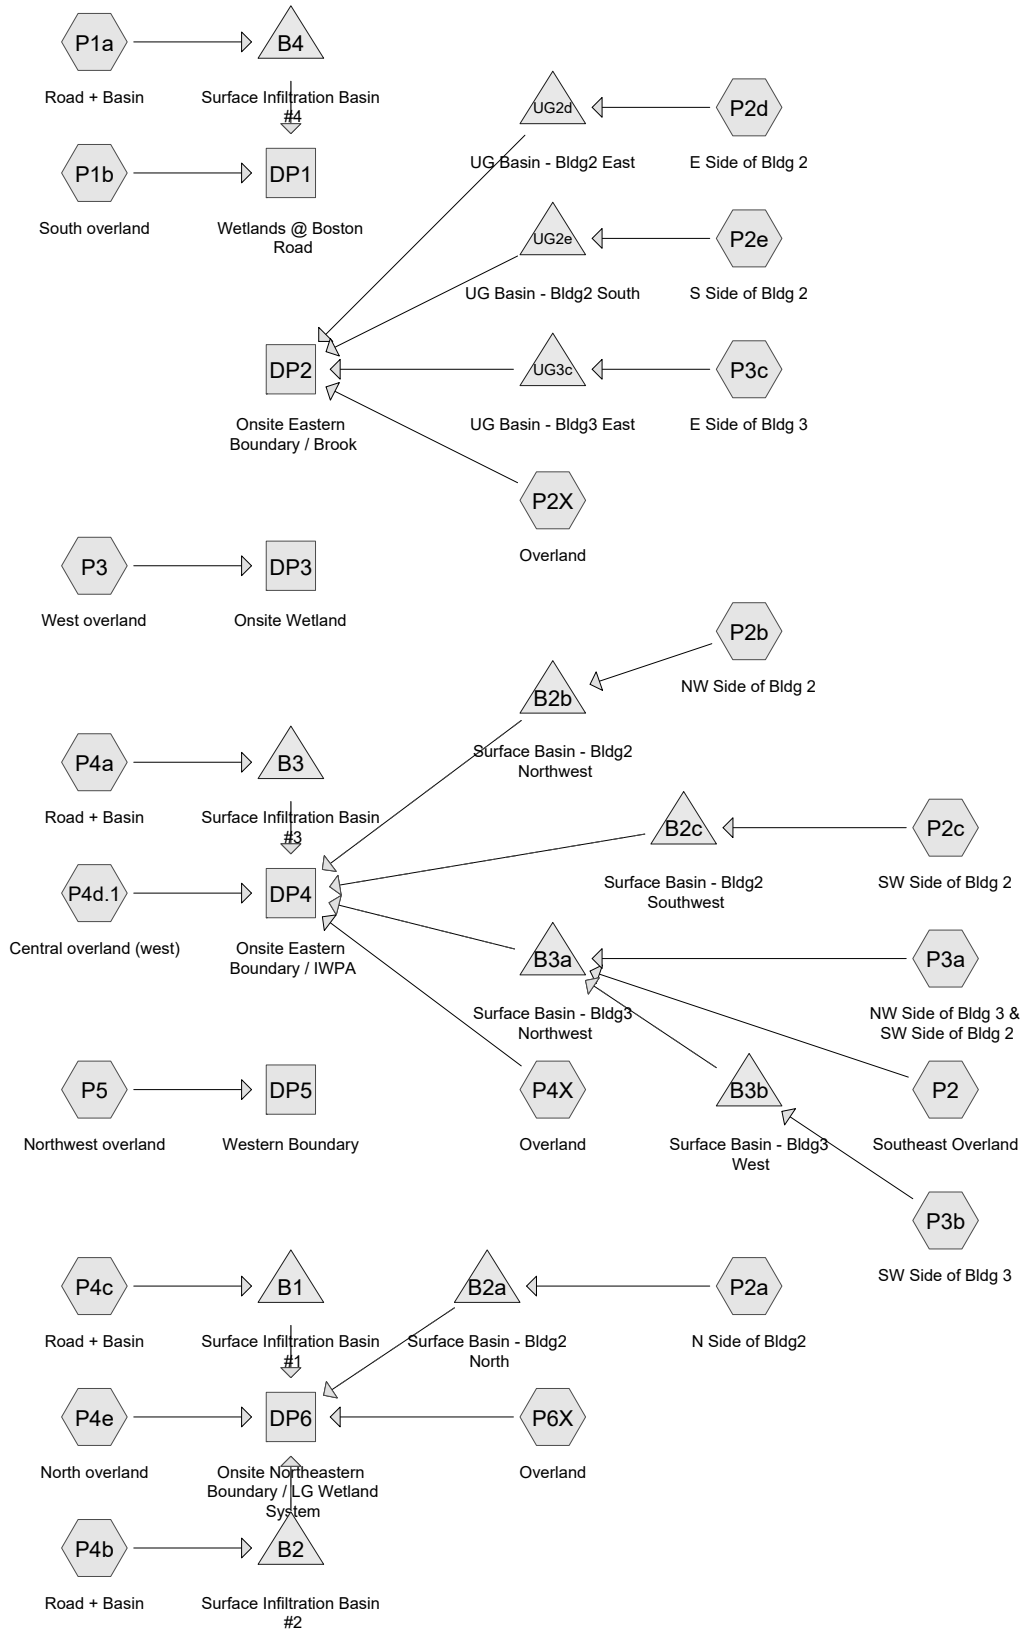 P1a
B4
Road + Basin
Surface Infiltration Basin
#4
UG2d
P2d
UG Basin - Bldg2 East
E Side of Bldg 2
P1b
DP1
South overland
Wetlands @ Boston
Road
UG2e
P2e
UG Basin - Bldg2 South
S Side of Bldg 2
DP2
UG3c
P3c
Onsite Eastern
Boundary / Brook
UG Basin - Bldg3 East
E Side of Bldg 3
P2X
Overland
P3
DP3
West overland
Onsite Wetland
P2b
NW Side of Bldg 2
B2b
Surface Basin - Bldg2
Northwest
P4a
B3
Road + Basin
Surface Infiltration Basin
#3
B2c
P2c
Surface Basin - Bldg2
Southwest
SW Side of Bldg 2
P4d.1
DP4
Central overland (west)
Onsite Eastern
Boundary / IWPA
B3a
P3a
Surface Basin - Bldg3
Northwest
NW Side of Bldg 3 &
SW Side of Bldg 2
P5
DP5
P4X
B3b
P2
Northwest overland
Western Boundary
Overland
Surface Basin - Bldg3
West
Southeast Overland
P3b
SW Side of Bldg 3
P4c
B1
B2a
P2a
Road + Basin
Surface Infiltration Basin
#1
Surface Basin - Bldg2
North
N Side of Bldg2
P4e
DP6
P6X
North overland
Onsite Northeastern
Boundary / LG Wetland
System
Overland
P4b
B2
Road + Basin
Surface Infiltration Basin
#2